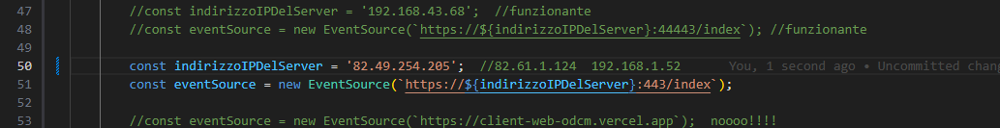 47 //const indirizzoIPDelServer = '192.168.43.68'; //funzionante
48 //const eventSource = new EventSource(`https://${indirizzoIPDelServer}:44443/index`); //funzionante
49
50 const indirizzoIPDelServer = '82.49.254.205'; //82.61.1.124 192.168.1.52 You, 1 second ago • Uncommitted chan
51 const eventSource = new EventSource(`https://${indirizzoIPDelServer}:443/index`);
52
53 //const eventSource = new EventSource(`https://client-web-odcm.vercel.app`); noooo!!!!